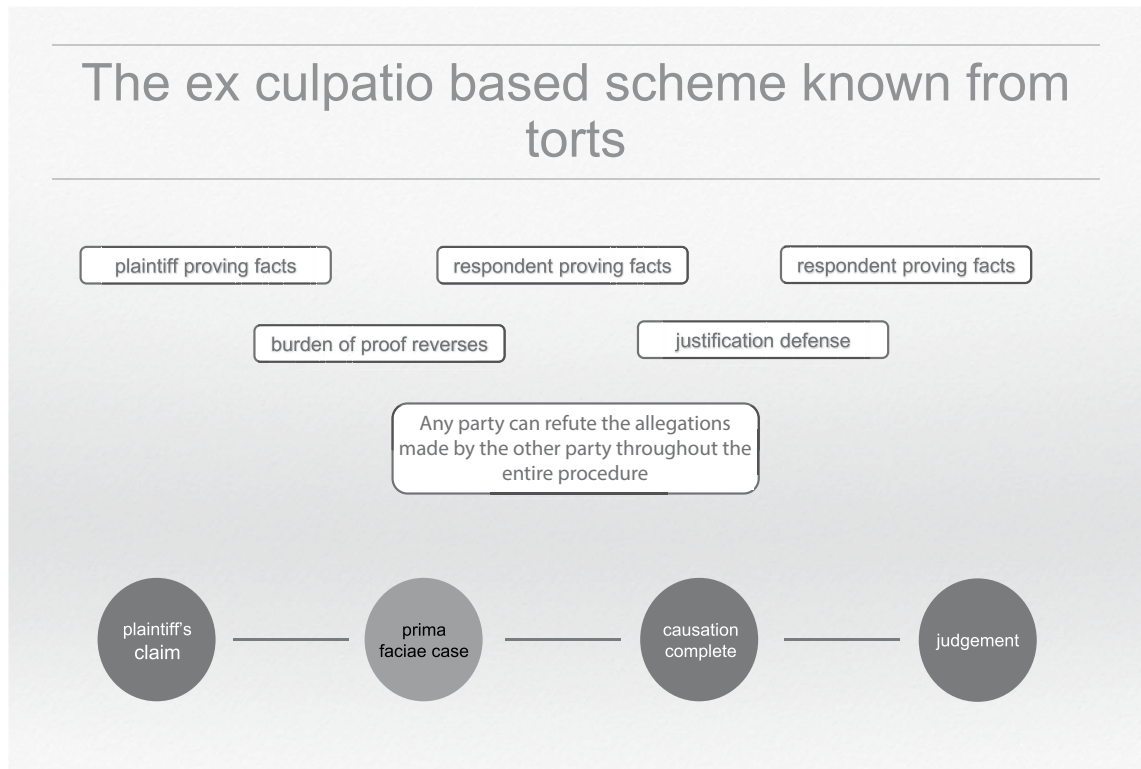 The ex culpatio based scheme known from
torts
plaintiff proving facts
respondent proving facts
respondent proving facts
burden of proof reverses
justification defense
Any party can refute the allegations
made by the other party throughout the
entire procedure
plaintiff's
claim
prima
faciae case
causation
complete
judgement